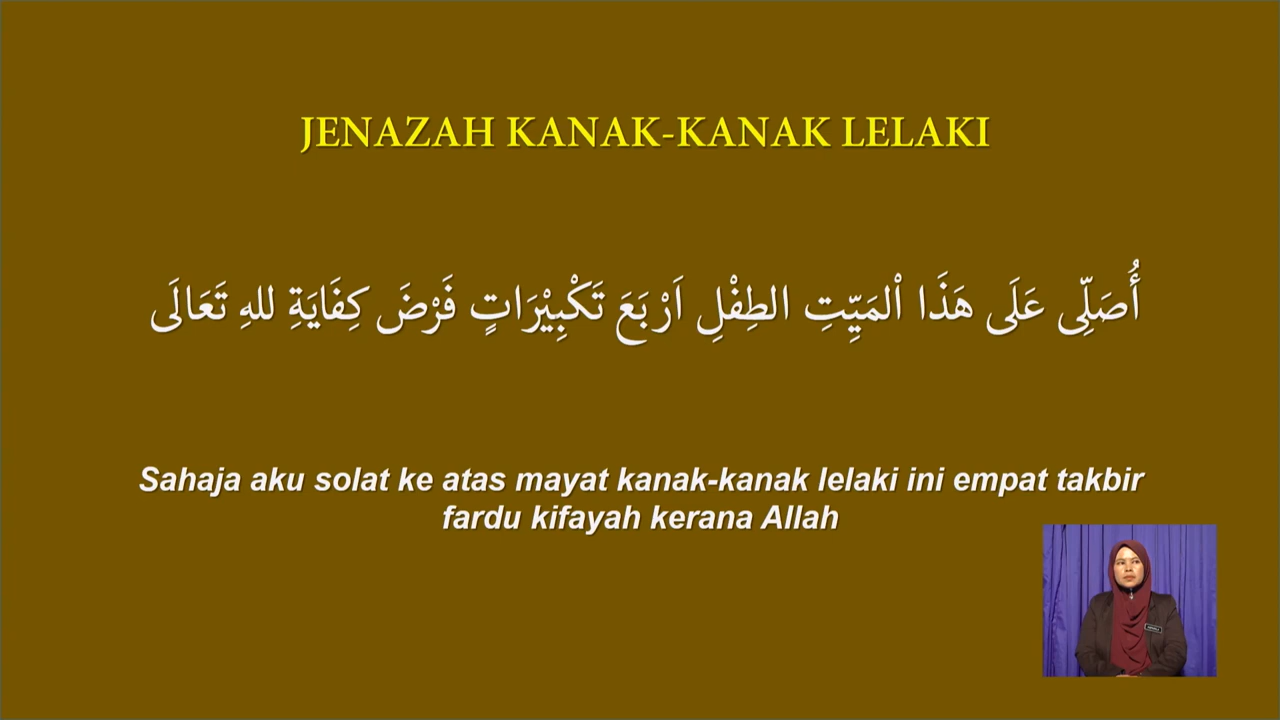 JENAZAH KANAK-KANAK LELAKI
أُصَلِّى عَلَى هَذَا اْلمَيِّتِ الطِفْلِ اَرْبَعَ تَكْبِيْرَاتٍ فَرْضَ كِفَايَةِ للهِ تَعَالَى
Sahaja aku solat ke atas mayat kanak-kanak lelaki ini empat takbir
fardu kifayah kerana Allah